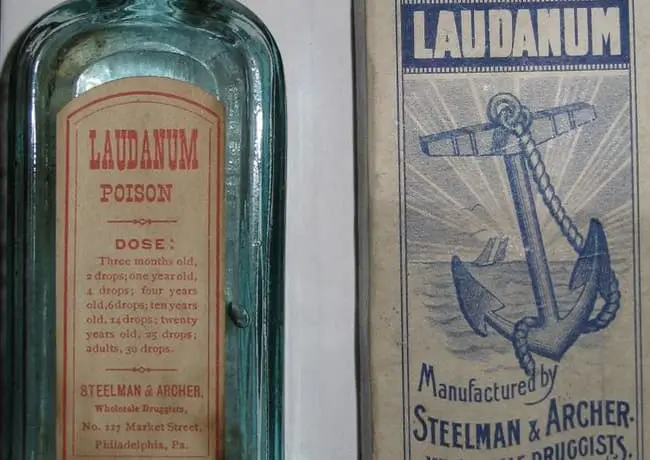 LAUDANUM
POISON
DOSE:
Three months old,
2 drops; one year old,
4 drops; four years
old, 6 drops; ten years
old, 14 drops; twenty
years old, 25 drops;
adults, 30 drops.
STEELMAN & ARCHER,
Wholesale Druggists,
No. 127 Market Street,
Philadelphia, Pa.
LAUDANUM
Manufactured by
STEELMAN & ARCHER.
DRUGGISTS,